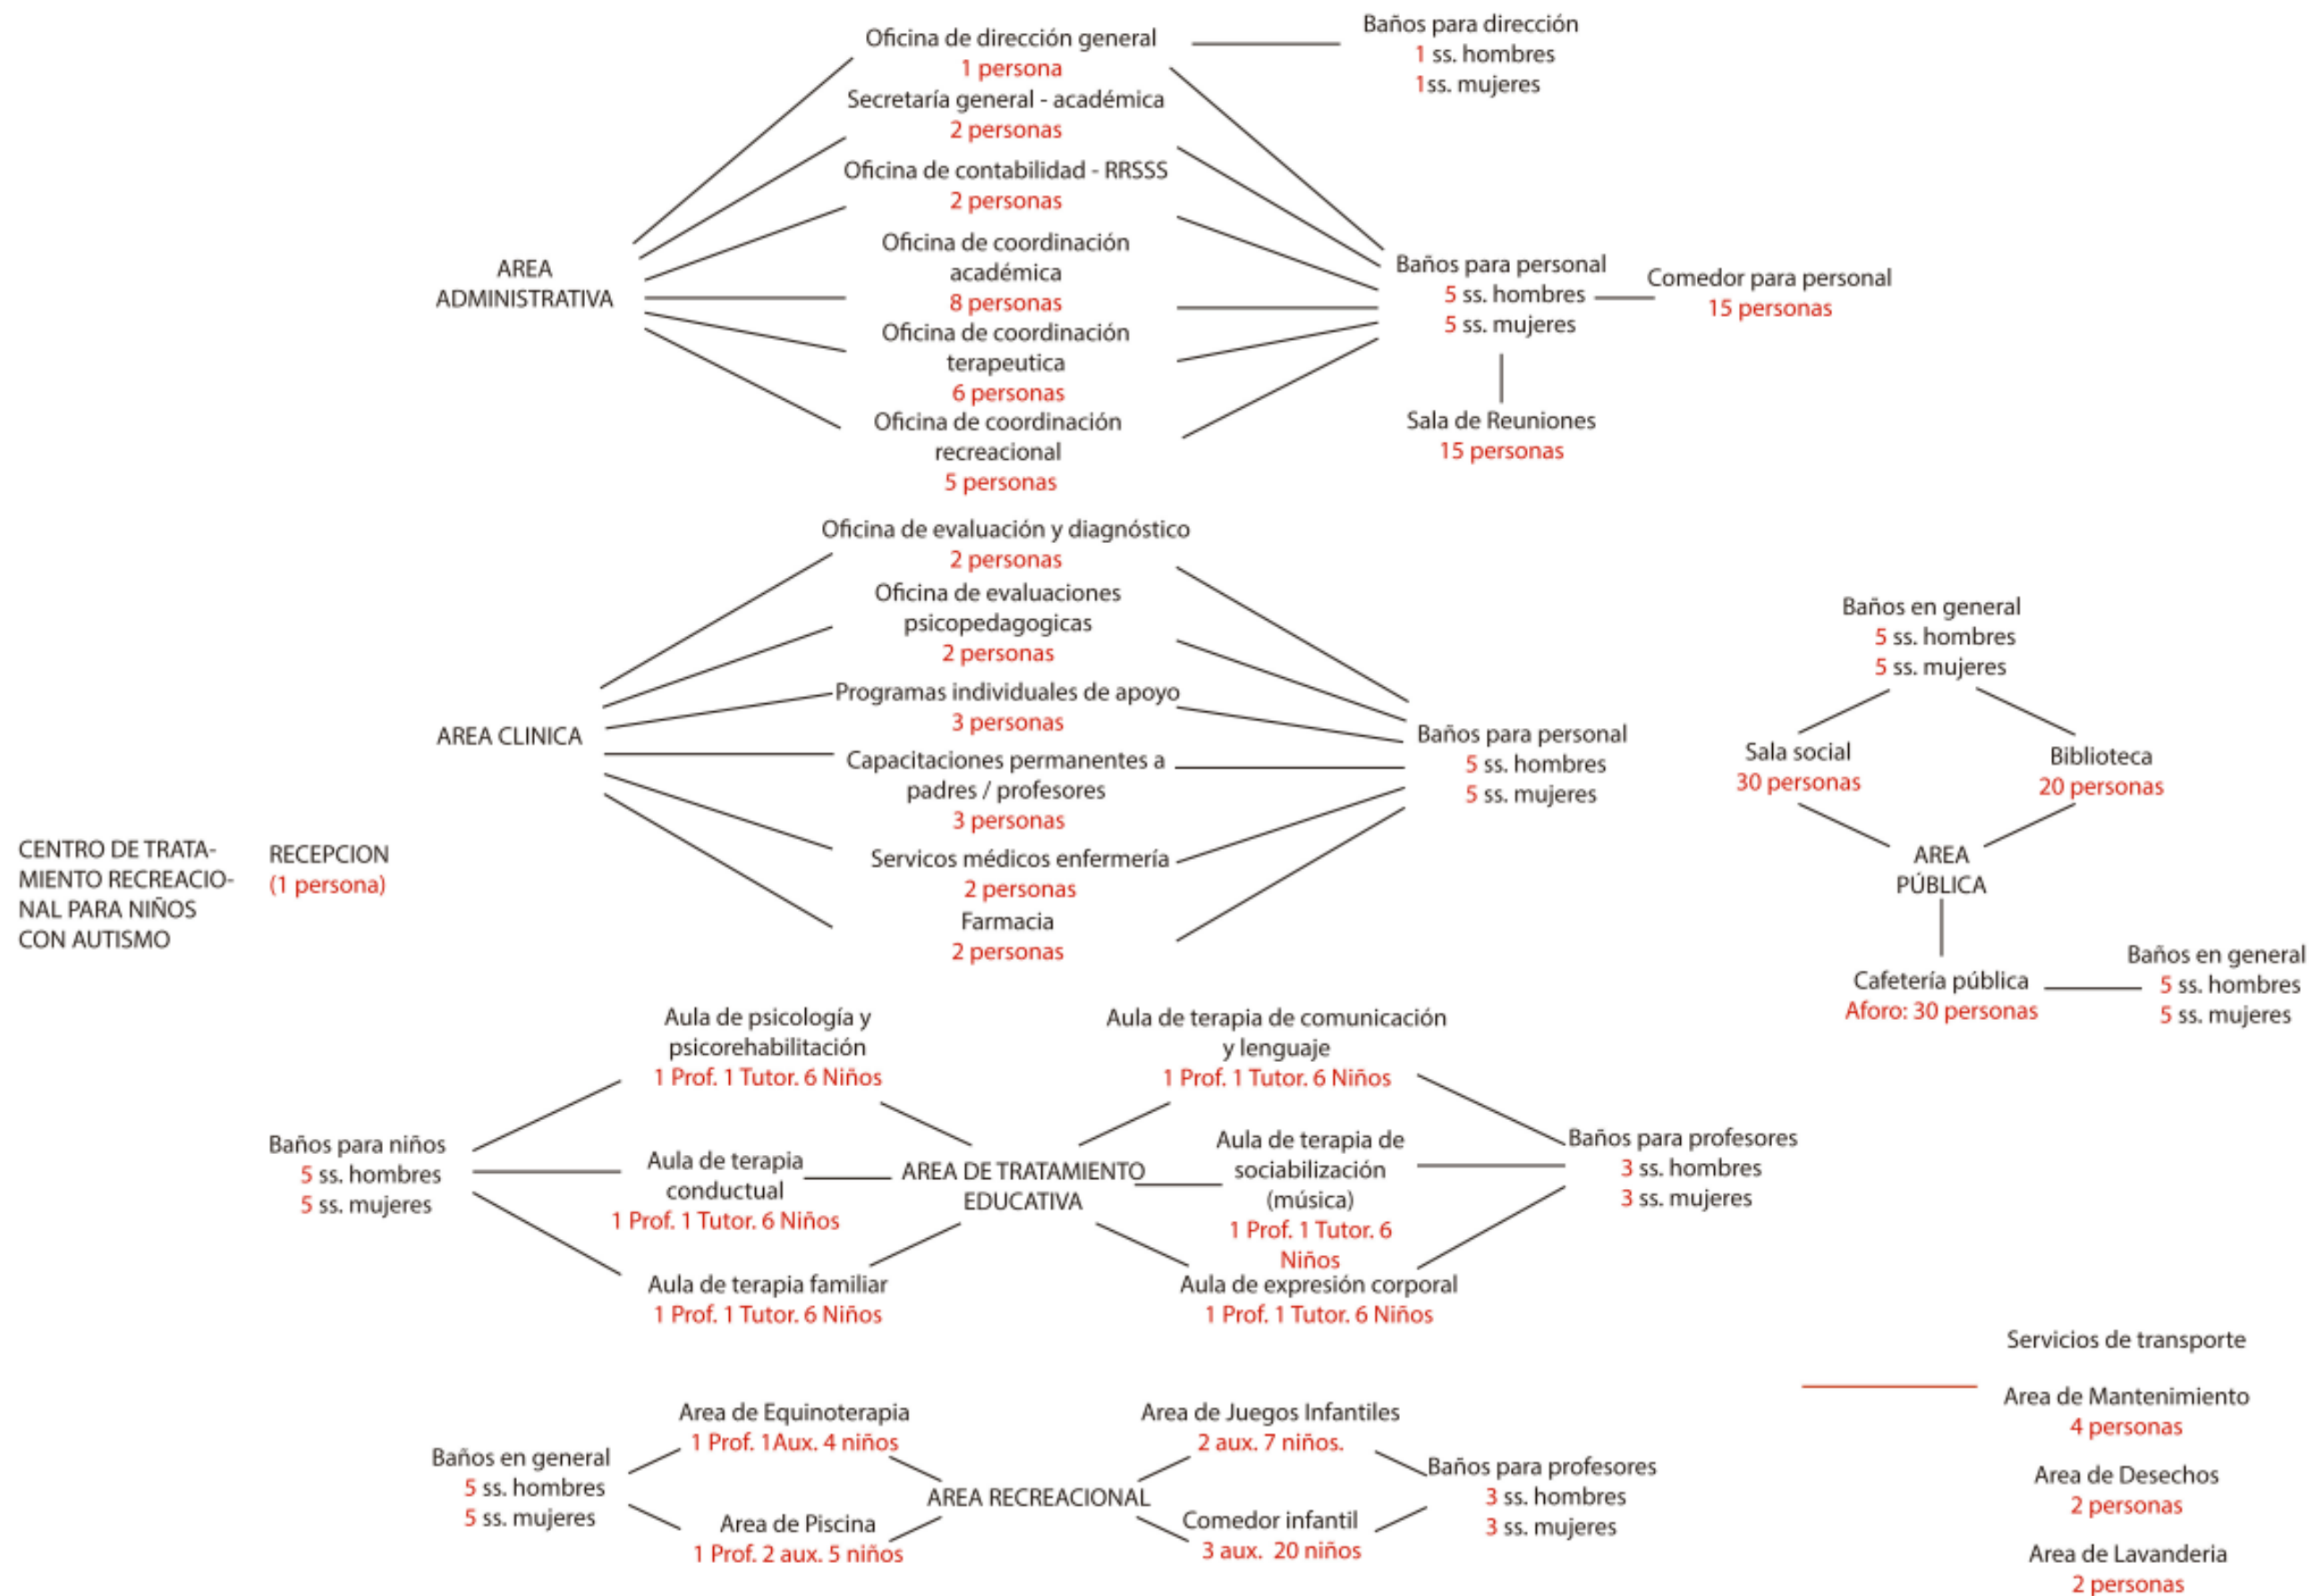 Oficina de dirección general
1 persona
Baños para dirección
1 ss. hombres
1ss. mujeres
Secretaría general - académica
2 personas
Oficina de contabilidad - RRSSS
2 personas
Oficina de coordinación
académica
8 personas
Oficina de coordinación
terapeutica
6 personas
Oficina de coordinación
recreacional
5 personas
AREA
ADMINISTRATIVA
Baños para personal
5 ss. hombres
5 ss. mujeres
Comedor para personal
15 personas
Sala de Reuniones
15 personas
Oficina de evaluación y diagnóstico
2 personas
Oficina de evaluaciones
psicopedagogicas
2 personas
Programas individuales de apoyo
3 personas
Capacitaciones permanentes a
padres / profesores
3 personas
Servicos médicos enfermería
2 personas
Farmacia
2 personas
AREA CLINICA
Baños para personal
5 ss. hombres
5 ss. mujeres
Baños en general
5 ss. hombres
5 ss. mujeres
Sala social
30 personas
Biblioteca
20 personas
AREA
PÚBLICA
Cafetería pública
Aforo: 30 personas
Baños en general
5 ss. hombres
5 ss. mujeres
CENTRO DE TRATA-
MIENTO RECREACIO-
NAL PARA NIÑOS
CON AUTISMO
RECEPCION
(1 persona)
Aula de psicología y
psicorehabilitación
1 Prof. 1 Tutor. 6 Niños
Aula de terapia de comunicación
y lenguaje
1 Prof. 1 Tutor. 6 Niños
Baños para niños
5 ss. hombres
5 ss. mujeres
Aula de terapia
conductual
1 Prof. 1 Tutor. 6 Niños
AREA DE TRATAMIENTO
EDUCATIVA
Aula de terapia de
sociabilización
(música)
1 Prof. 1 Tutor. 6
Niños
Baños para profesores
3 ss. hombres
3 ss. mujeres
Aula de terapia familiar
1 Prof. 1 Tutor. 6 Niños
Aula de expresión corporal
1 Prof. 1 Tutor. 6 Niños
Area de Equinoterapia
1 Prof. 1Aux. 4 niños
Area de Juegos Infantiles
2 aux. 7 niños.
Baños en general
5 ss. hombres
5 ss. mujeres
AREA RECREACIONAL
Baños para profesores
3 ss. hombres
3 ss. mujeres
Area de Piscina
1 Prof. 2 aux. 5 niños
Comedor infantil
3 aux. 20 niños
Servicios de transporte
Area de Mantenimiento
4 personas
Area de Desechos
2 personas
Area de Lavanderia
2 personas